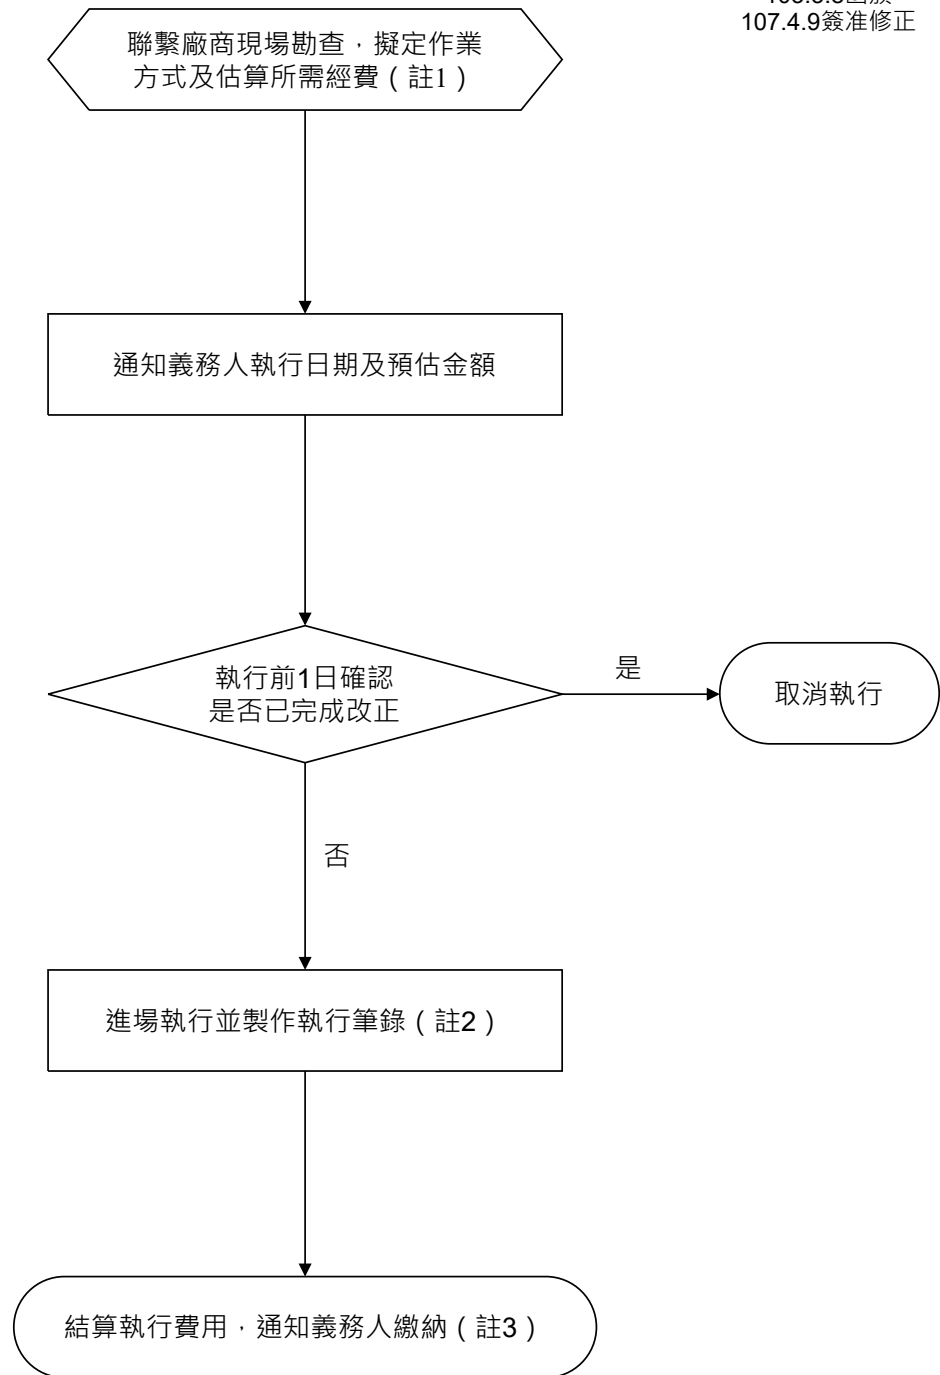 107.4.9簽准修正
聯繫廠商現場勘查，擬定作業
方式及估算所需經費（註1）
通知義務人執行日期及預估金額
執行前1日確認
是否已完成改正
是
取消執行
否
進場執行並製作執行筆錄（註2）
結算執行費用，通知義務人繳納（註3）